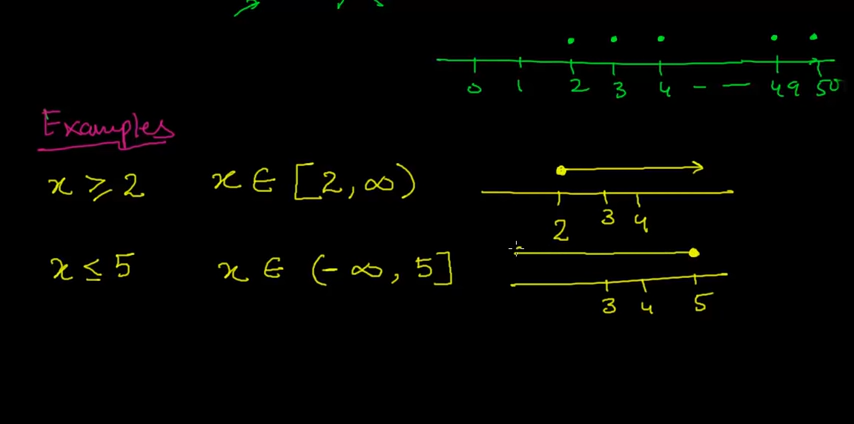 0 1 2 3 4 - — 49 50
Examples
x ≥ 2 x ∈ [2, ∞)
2 3 4
x ≤ 5 x ∈ (-∞, 5]
3 4 5